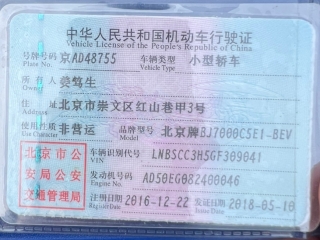 中华人民共和国机动车行驶证
Vehicle License of the People's Republic of China
号牌号码 京AD48755 车辆类型 小型轿车
Plate No. Vehicle Type
所有人 姜笃生
Owner
住址 北京市崇文区红山巷甲3号
Address
使用性质 非营运 品牌型号 北京牌BJ7000C5E1-BEV
Use Character Model
北京市公安局公安交通管理局
车辆识别代号 LNBSCC3H5GF309041
VIN
发动机号码 AD50EG082400046
Engine No.
注册日期 2016-12-22 发证日期 2018-05-10
Register Date Issue Date